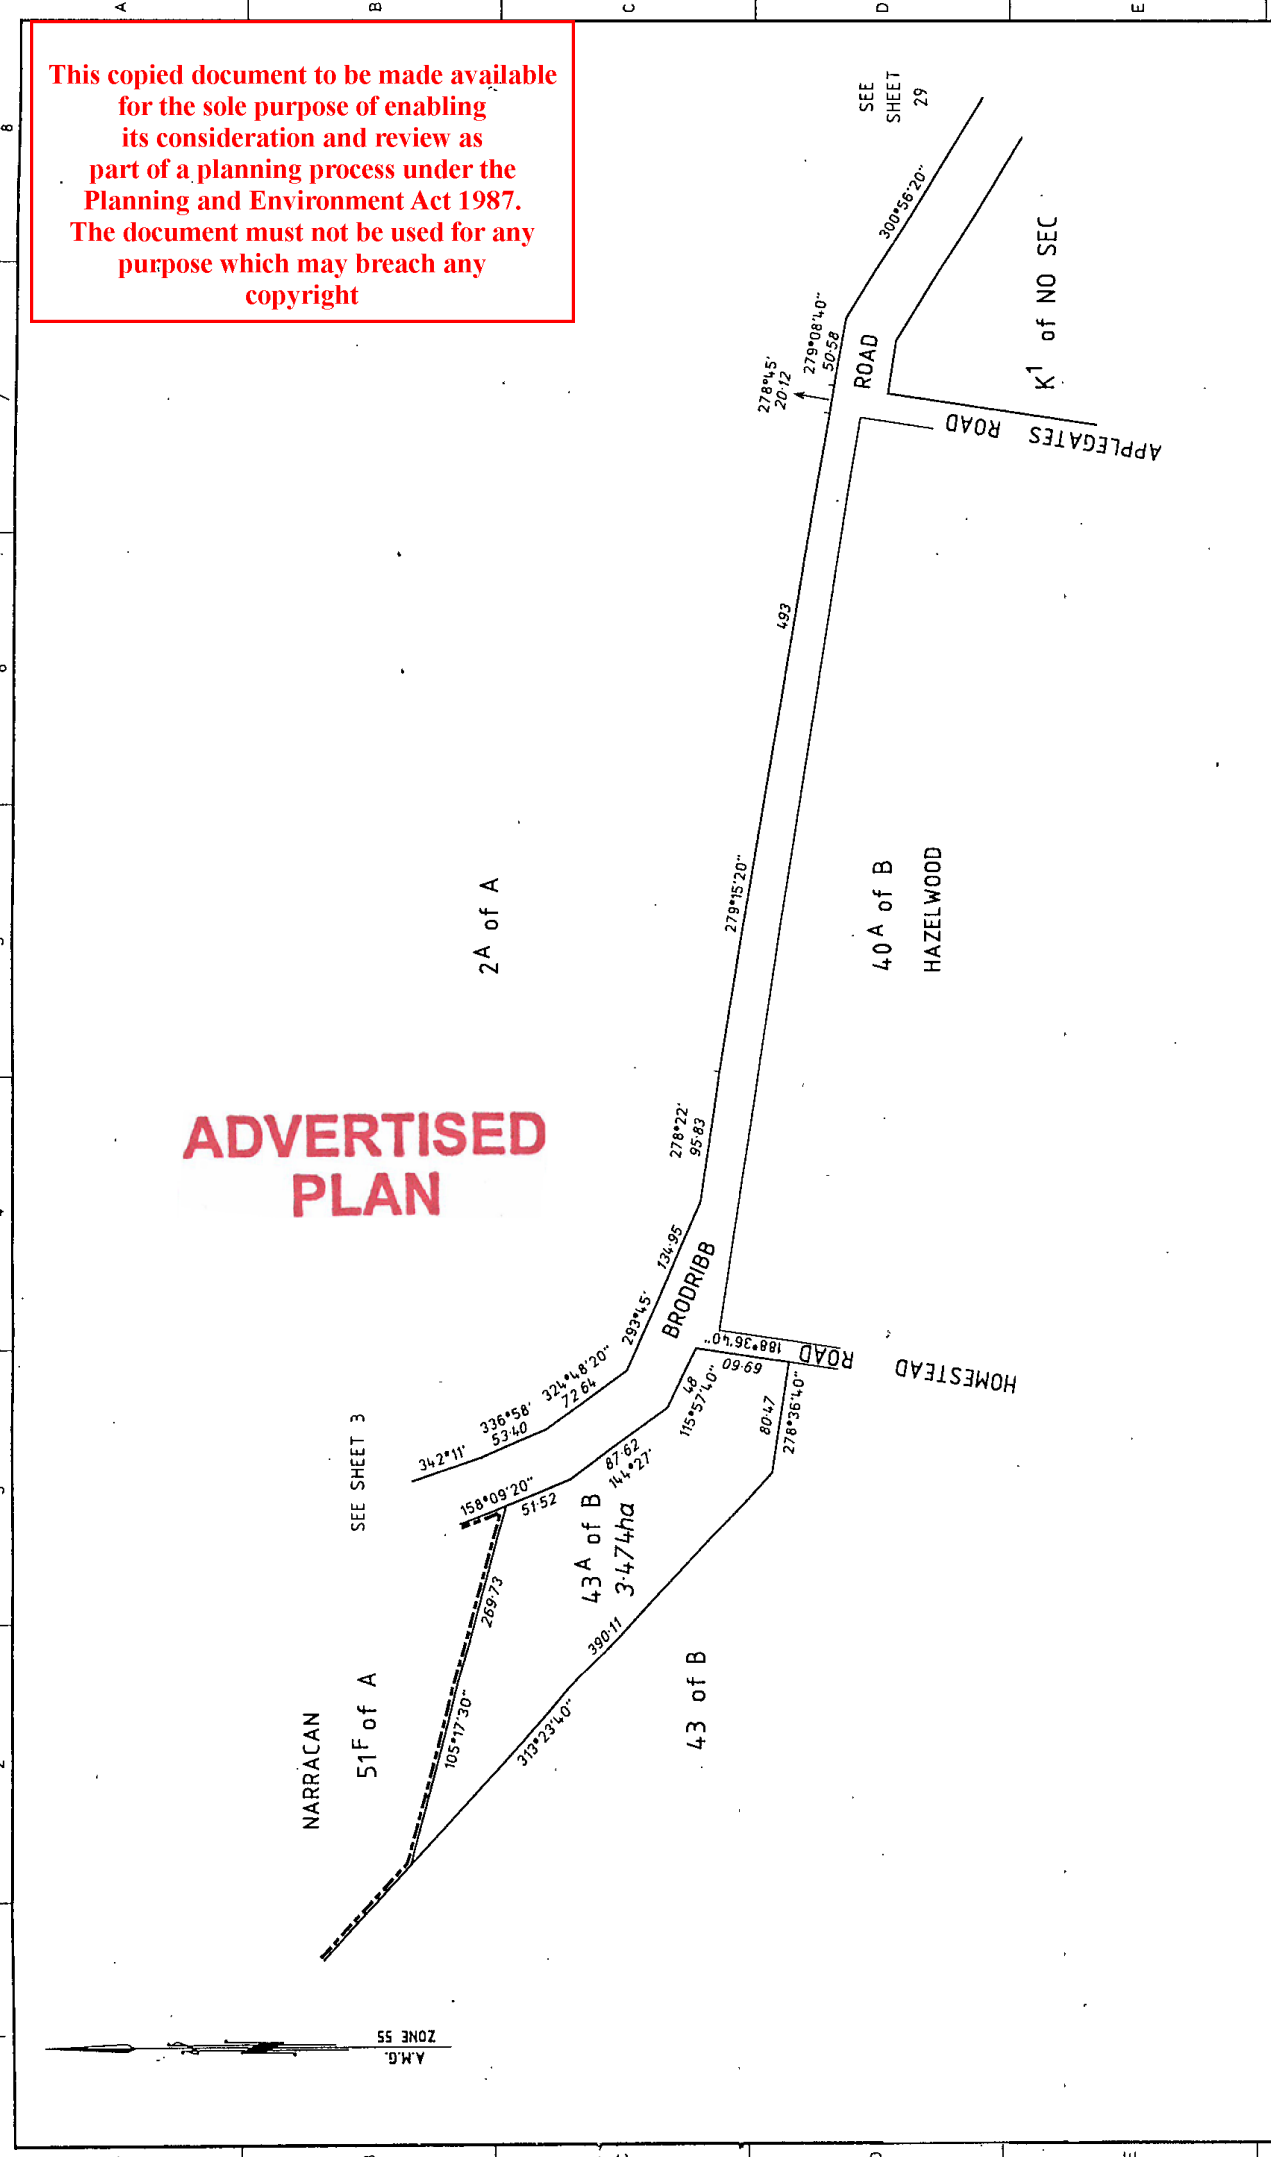 A
B
C
D
E
8
7
6
5
4
3
2
This copied document to be made available
for the sole purpose of enabling
its consideration and review as
part of a planning process under the
Planning and Environment Act 1987.
The document must not be used for any
purpose which may breach any
copyright
SEE
SHEET
29
300°56'20"
K1 of NO SEC
279°08'40"
50·58
278°45'
20·12
ROAD
APPLEGATES ROAD
493
279°15'20"
2A of A
40A of B
HAZELWOOD
ADVERTISED
PLAN
278°22'
95·83
134·95
293°45'
BRODRIBB
188°36'40"
69·60
HOMESTEAD ROAD
324°48'20"
72 64
336°58'
53·40
342°11'
SEE SHEET 3
48
115°57'40"
80·47
278°36'40"
87·62
144°27'
158°09'20"
51·52
43A of B
3·474ha
269·73
105°17'30"
390·11
313°23'40"
43 of B
NARRACAN
51F of A
A.M.G.
ZONE 55